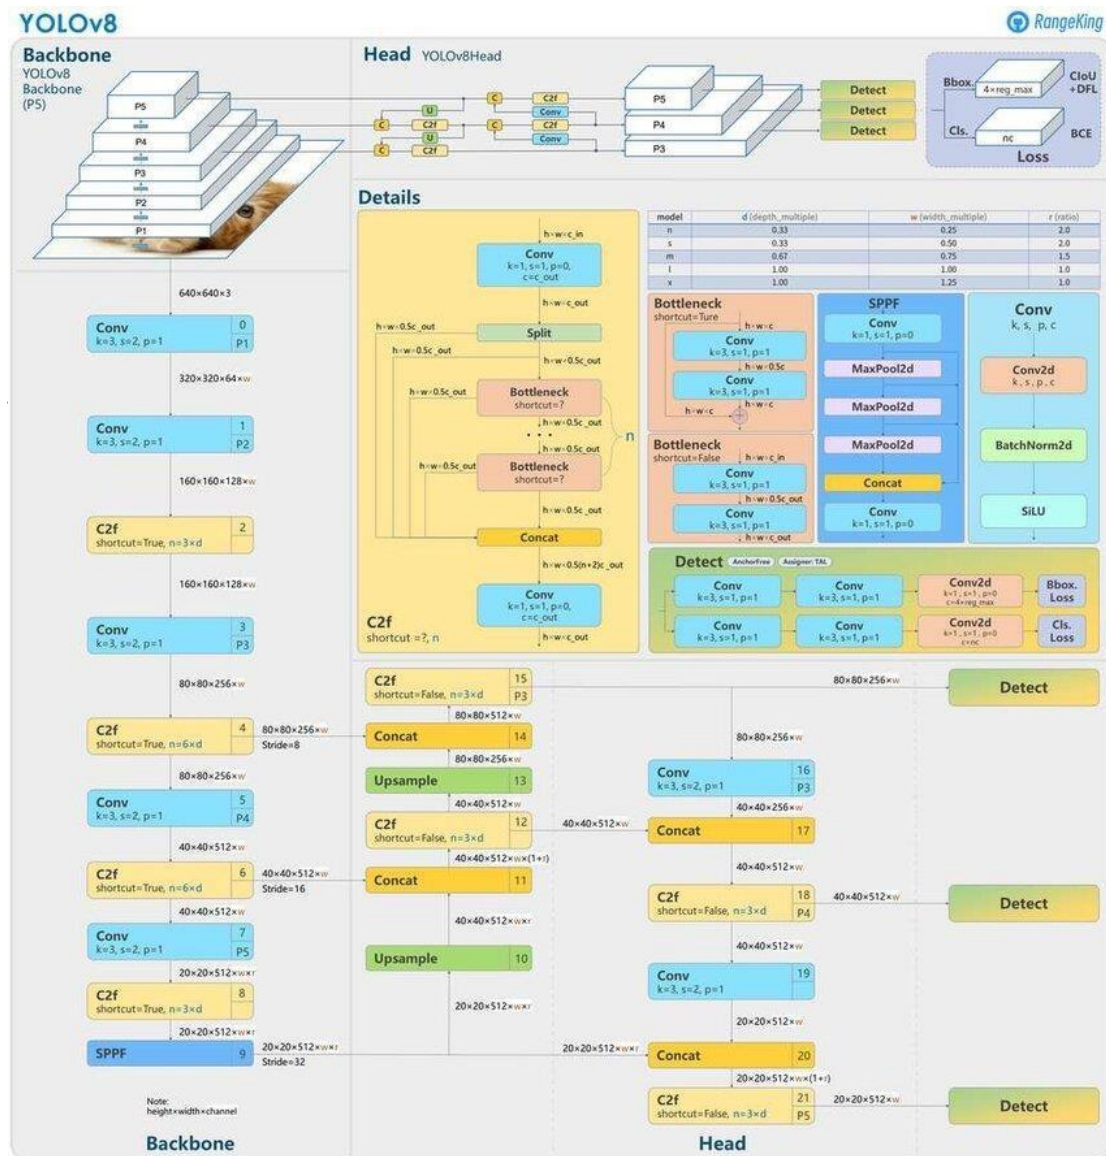 YOLOv8
RangeKing
Backbone
YOLOv8
Backbone
(P5)
P5
P4
P3
P2
P1
Head YOLOv8Head
C C2f
U Conv
C C2f C C2f
U Conv
C C2f
P5
P4
P3
Detect
Detect
Detect
Bbox. 4×reg_max CIoU
+DFL
Cls. nc BCE
Loss
640×640×3
Conv 0
k=3, s=2, p=1 P1
320×320×64×w
Conv 1
k=3, s=2, p=1 P2
160×160×128×w
C2f 2
shortcut=True, n=3×d
160×160×128×w
Conv 3
k=3, s=2, p=1 P3
80×80×256×w
C2f 4
shortcut=True, n=6×d
80×80×256×w
Stride=8
80×80×256×w
Conv 5
k=3, s=2, p=1 P4
40×40×512×w
C2f 6
shortcut=True, n=6×d
40×40×512×w
Stride=16
40×40×512×w
Conv 7
k=3, s=2, p=1 P5
20×20×512×w×r
C2f 8
shortcut=True, n=3×d
20×20×512×w×r
SPPF 9
20×20×512×w×r
Stride=32
Note:
height×width×channel
Backbone
Details
h×w×c_in
Conv
k=1, s=1, p=0,
c=c_out
h×w×c_out
Split
h×w×0.5c_out
h×w×0.5c_out
h×w×0.5c_out
Bottleneck
shortcut=?
h×w×0.5c_out
h×w×0.5c_out
• • •
n
h×w×0.5c_out
Bottleneck
shortcut=?
h×w×0.5c_out
h×w×0.5c_out
Concat
h×w×0.5(n+2)c_out
Conv
k=1, s=1, p=0,
c=c_out
h×w×c_out
C2f
shortcut =?, n
model d (depth_multiple) w (width_multiple) r (ratio)
n 0.33 0.25 2.0
s 0.33 0.50 2.0
m 0.67 0.75 1.5
l 1.00 1.00 1.0
x 1.00 1.25 1.0
Bottleneck
shortcut=Ture
h×w×c
Conv
k=3, s=1, p=1
h×w×0.5c
Conv
k=3, s=1, p=1
h×w×c
h×w×c
Bottleneck
shortcut=False
h×w×c_in
Conv
k=3, s=1, p=1
h×w×0.5c_out
Conv
k=3, s=1, p=1
h×w×c_out
SPPF
Conv
k=1, s=1, p=0
MaxPool2d
MaxPool2d
MaxPool2d
Concat
Conv
k=1, s=1, p=0
Conv
k, s, p, c
Conv2d
k, s, p, c
BatchNorm2d
SiLU
Detect AnchorFree Assigner: TAL
Conv
k=3, s=1, p=1
Conv
k=3, s=1, p=1
Conv2d
k=1, s=1, p=0
c=4×reg_max
Bbox.
Loss
Conv
k=3, s=1, p=1
Conv
k=3, s=1, p=1
Conv2d
k=1, s=1, p=0
c=nc
Cls.
Loss
C2f 15
shortcut=False, n=3×d P3
80×80×512×w
Concat 14
80×80×256×w
Upsample 13
40×40×512×w
C2f 12
shortcut=False, n=3×d
40×40×512×w
40×40×512×w×(1+r)
Concat 11
40×40×512×w×r
Upsample 10
20×20×512×w×r
80×80×256×w
Detect
80×80×256×w
Conv 16
k=3, s=2, p=1 P3
40×40×256×w
Concat 17
40×40×512×w
C2f 18
shortcut=False, n=3×d P4
40×40×512×w
Detect
40×40×512×w
Conv 19
k=3, s=2, p=1
20×20×512×w
20×20×512×w×r
Concat 20
20×20×512×w×(1+r)
C2f 21
shortcut=False, n=3×d P5
20×20×512×w
Detect
Head